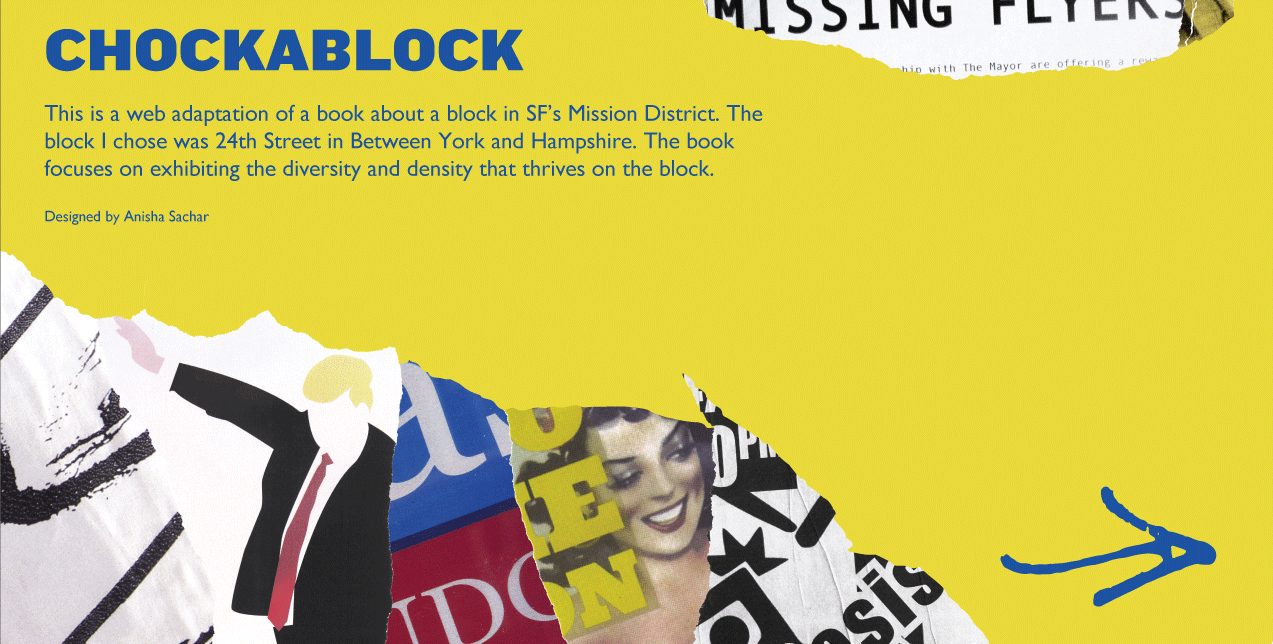 MISSING FLYERS
CHOCKABLOCK
ship with The Mayor are offering a
This is a web adaptation of a book about a block in SF’s Mission District. The
block I chose was 24th Street in Between York and Hampshire. The book
focuses on exhibiting the diversity and density that thrives on the block.
Designed by Anisha Sachar